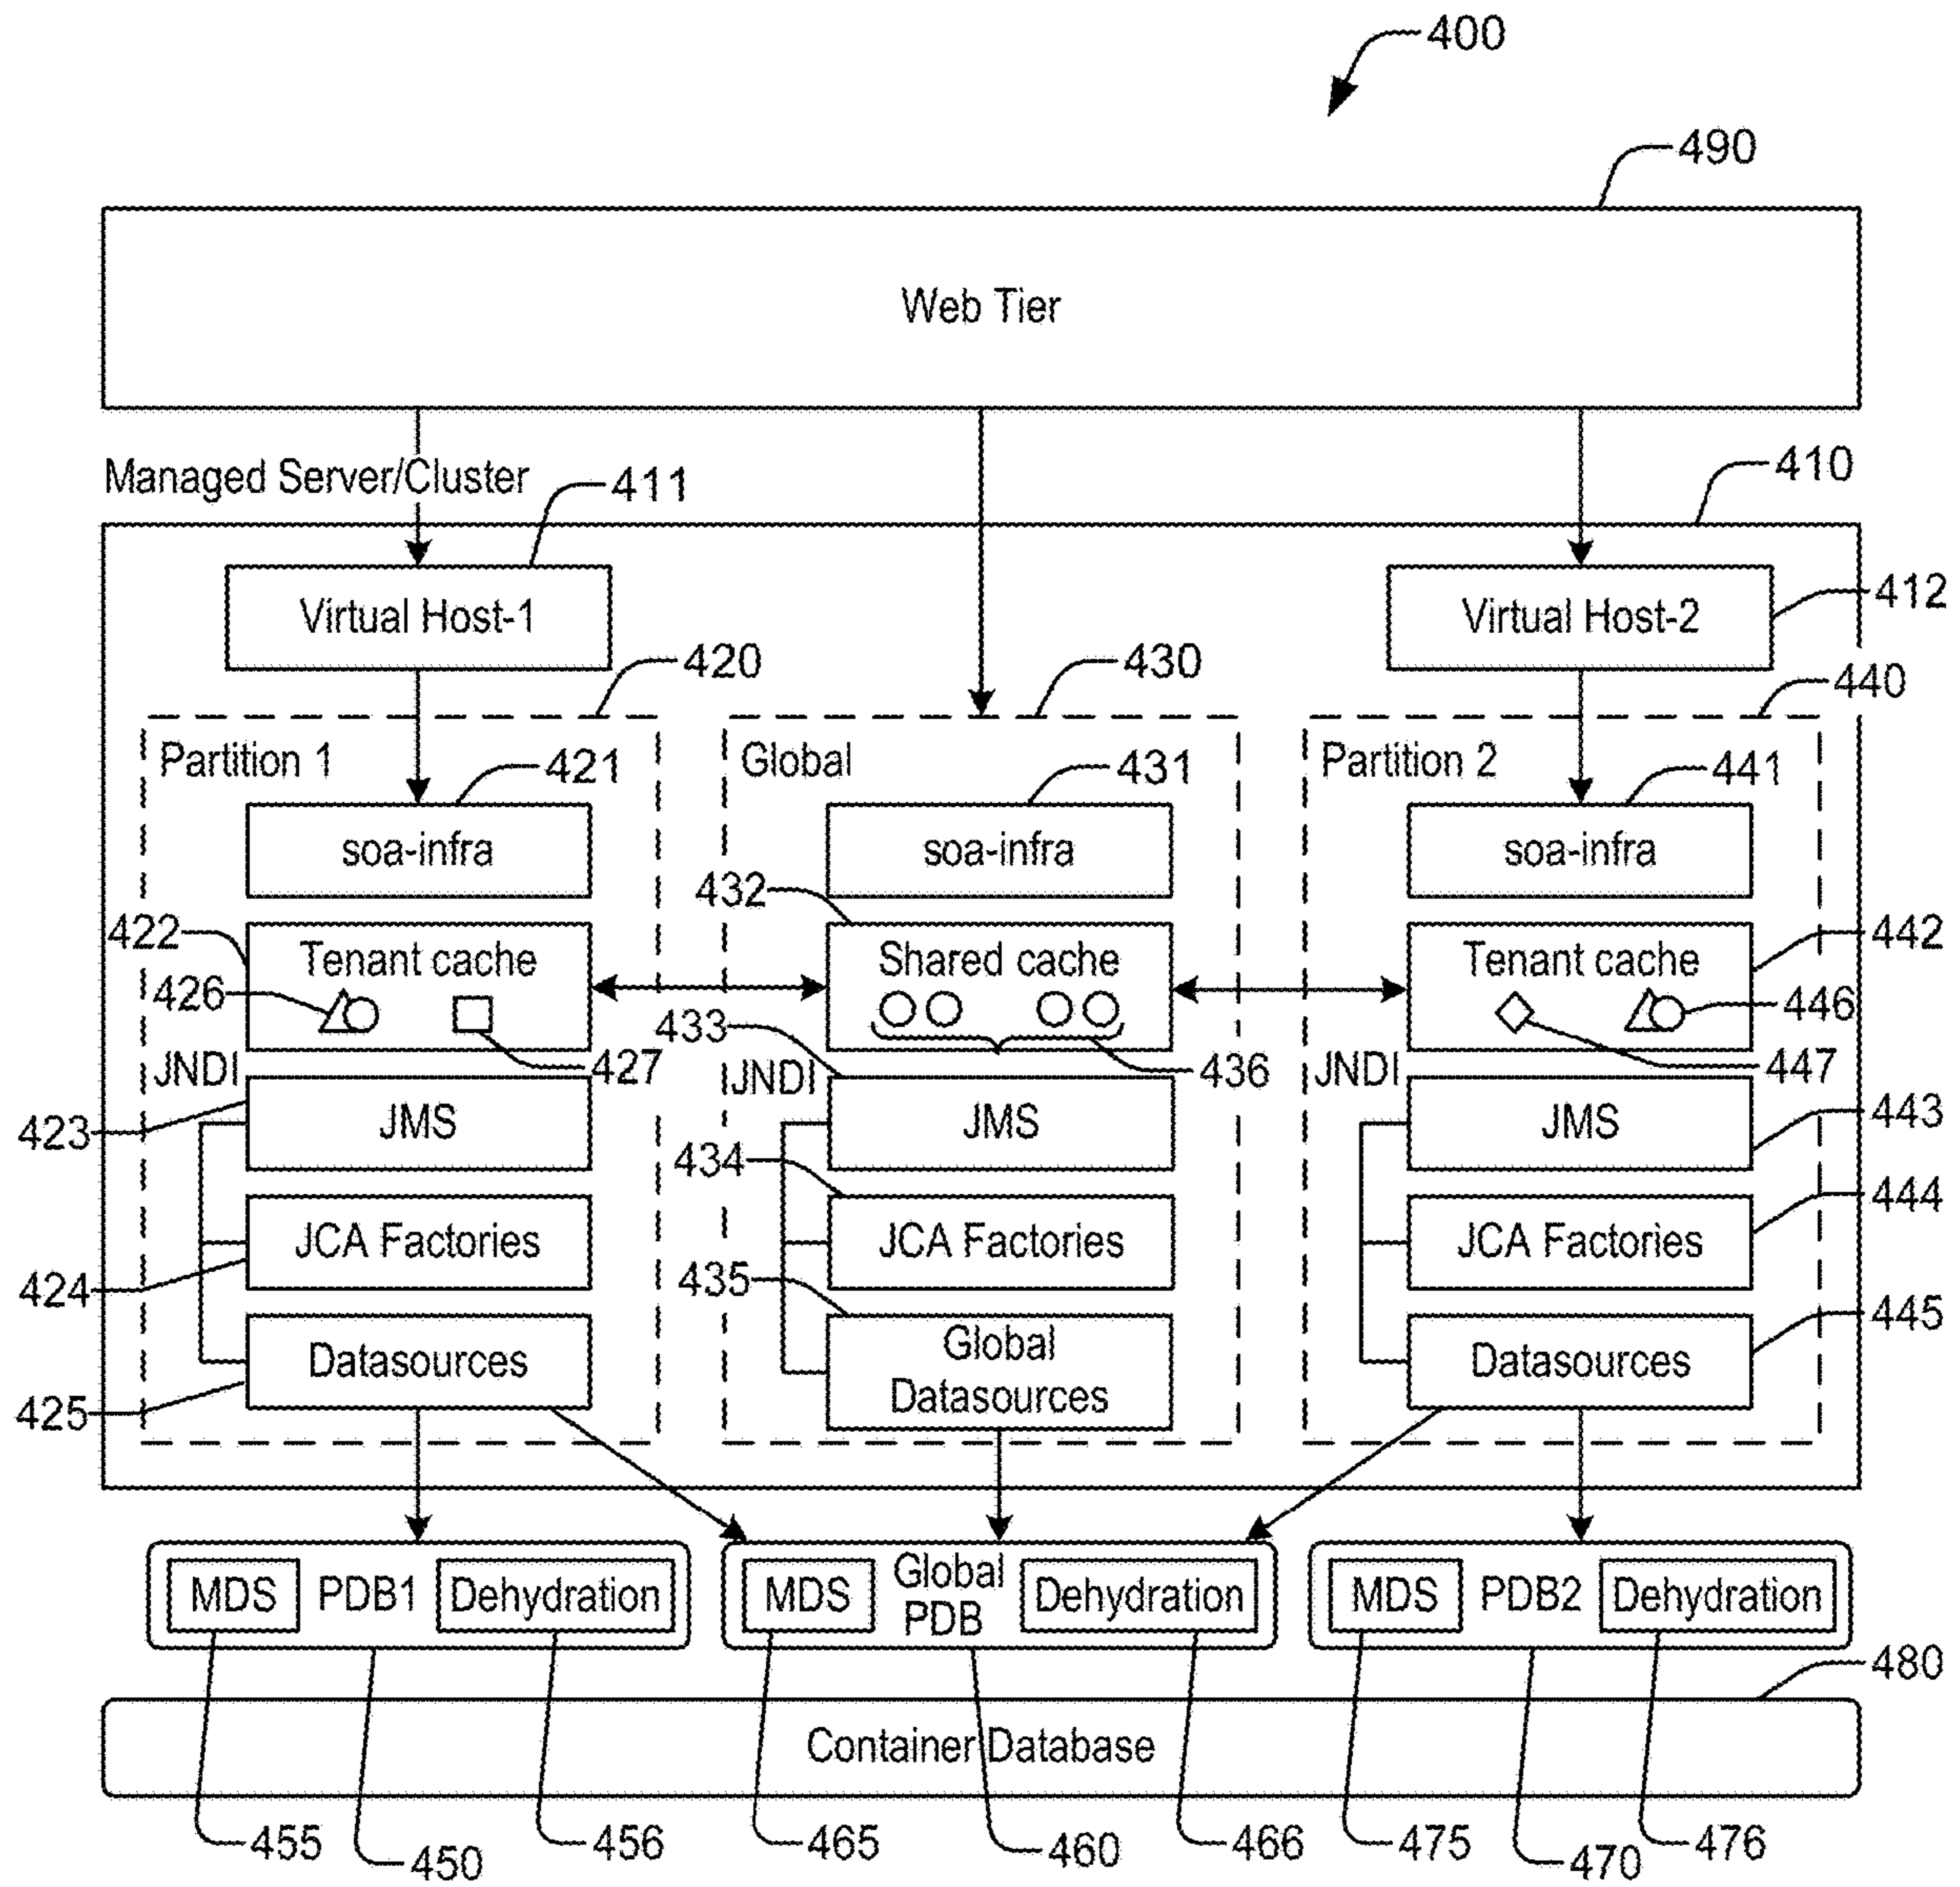 400
490
Web Tier
Managed Server/Cluster
411
410
Virtual Host-1
Virtual Host-2
412
420
430
440
Partition 1
Global
Partition 2
421
431
441
soa-infra
soa-infra
soa-infra
432
422
Tenant cache
Shared cache
Tenant cache
442
426
446
433
427
436
447
JNDI
JNDI
JNDI
423
JMS
JMS
JMS
443
434
444
424
JCA Factories
JCA Factories
JCA Factories
435
445
Datasources
Global
Datasources
Datasources
425
MDS
PDB1
Dehydration
MDS
Global
PDB
Dehydration
MDS
PDB2
Dehydration
480
Container Database
455
450
456
465
460
466
475
470
476